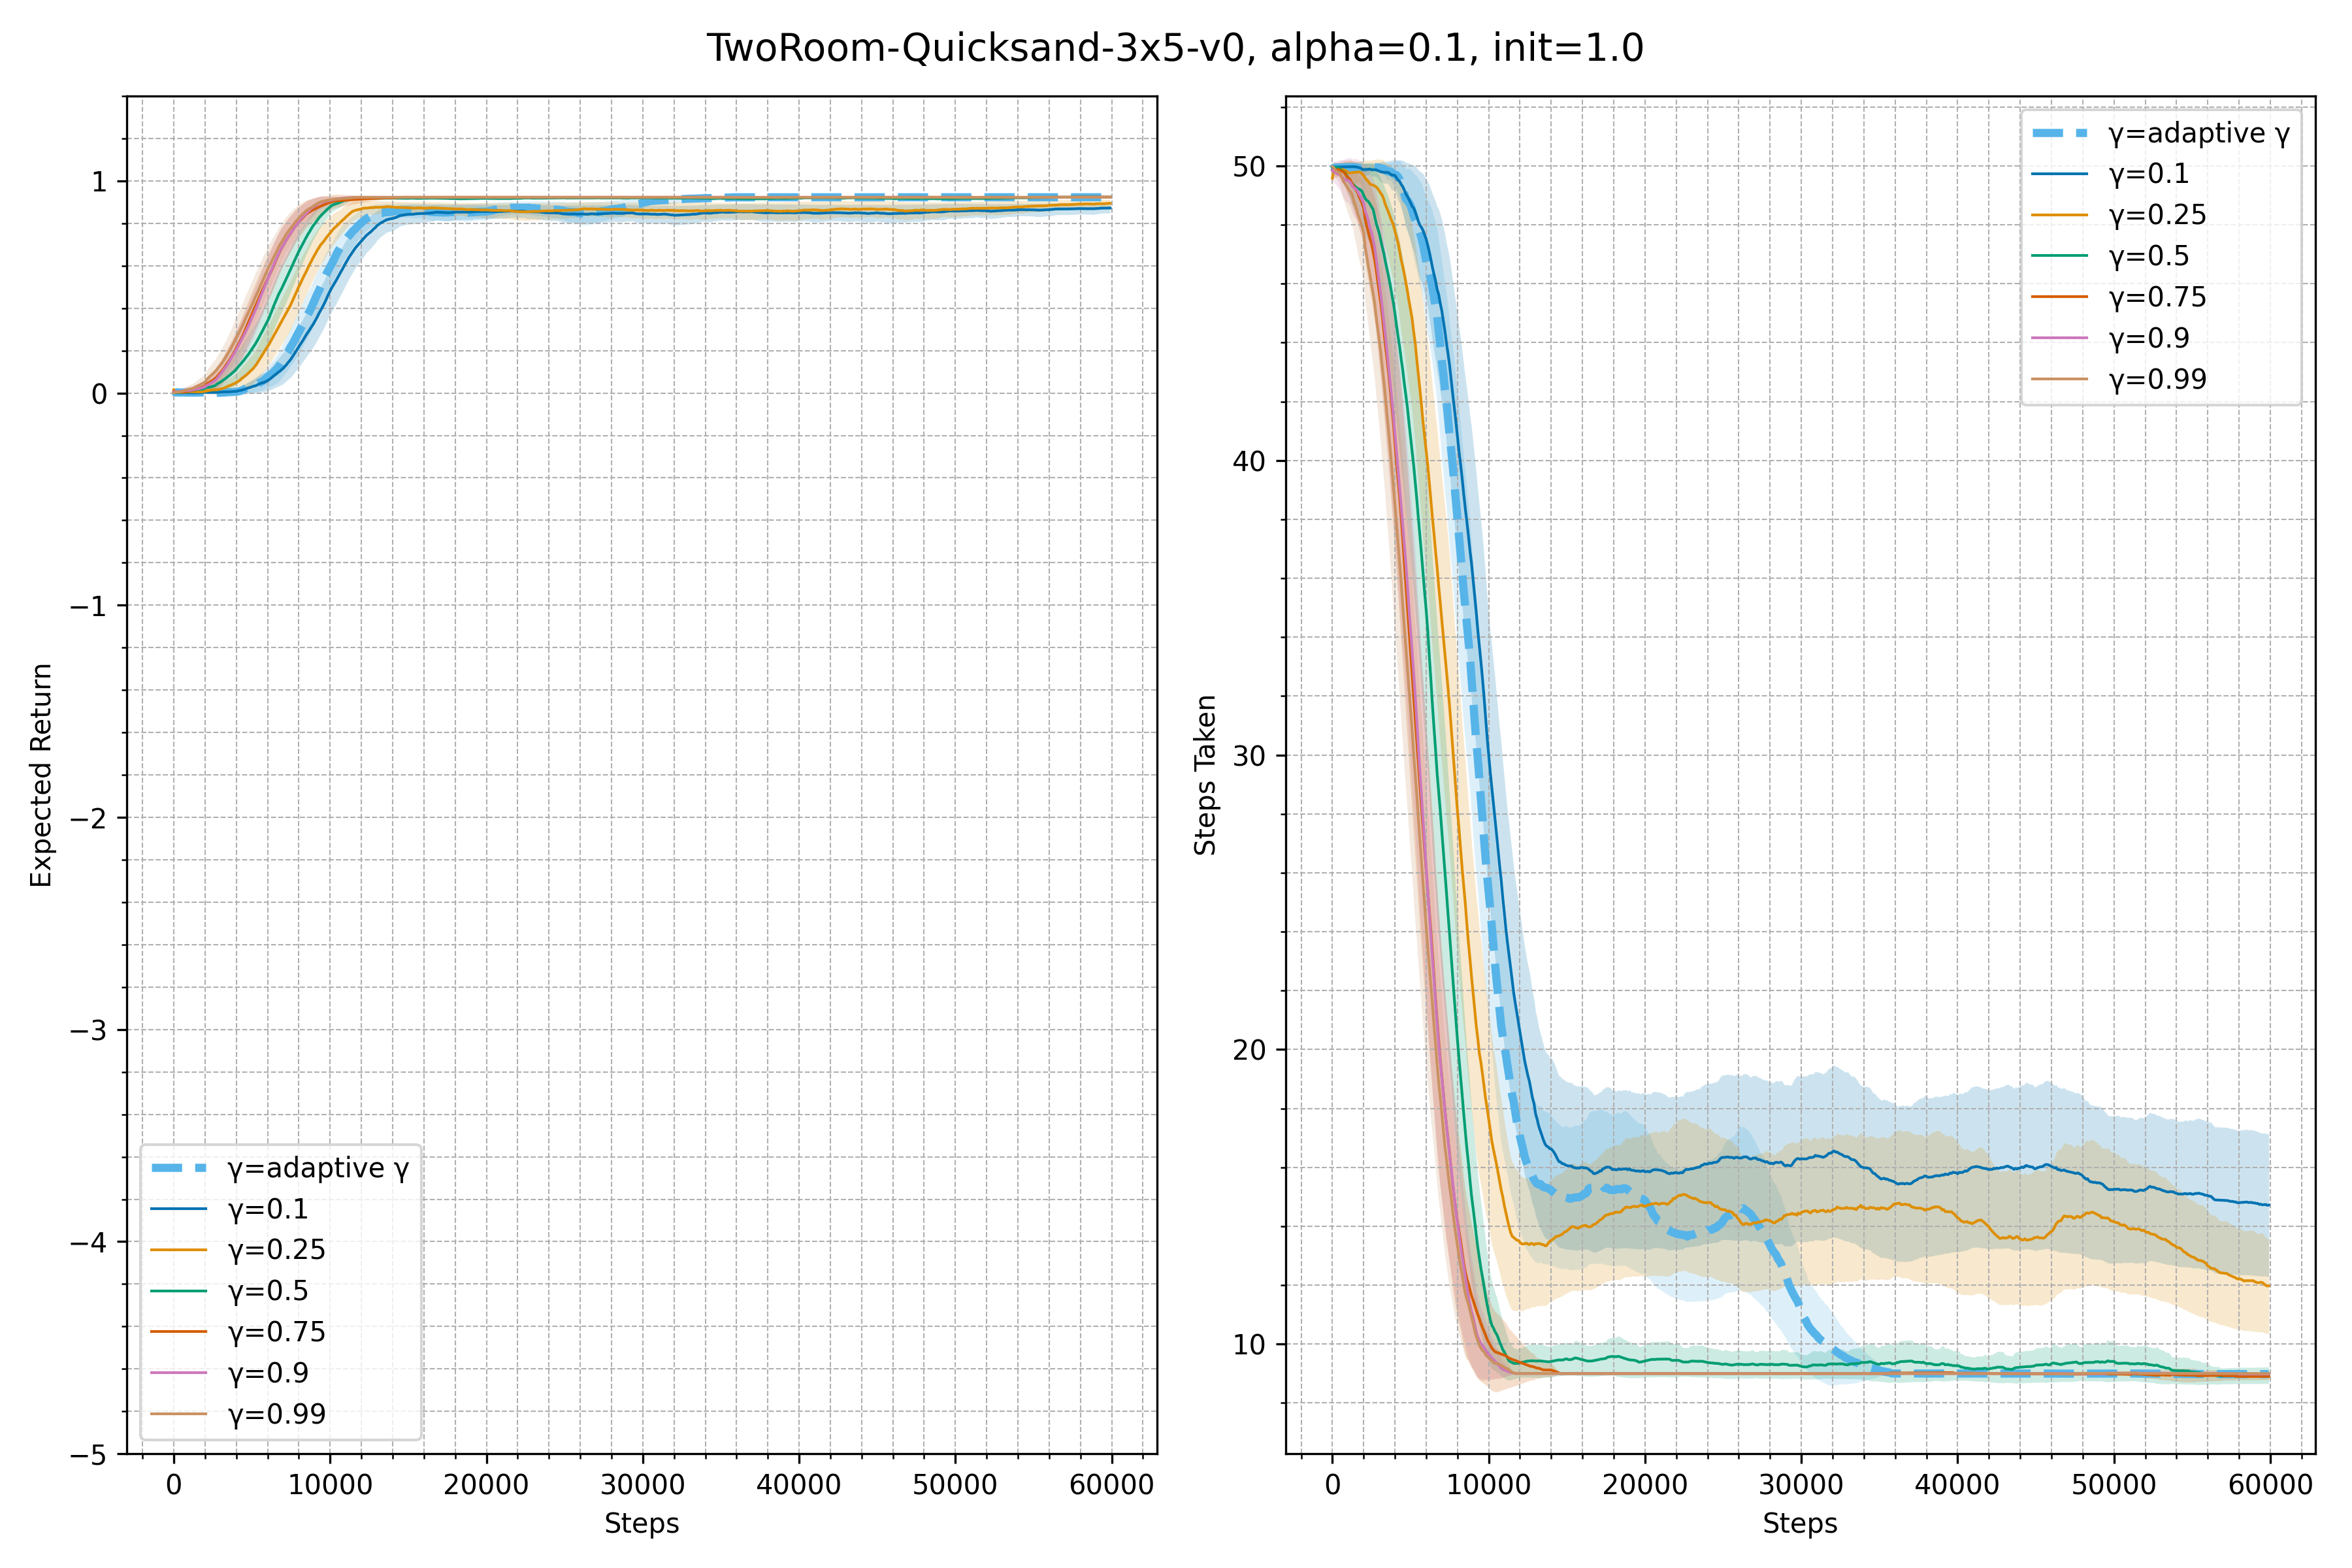 TwoRoom-Quicksand-3x5-v0, alpha=0.1, init=1.0
Expected Return
1
0
−1
−2
−3
−4
−5
γ=adaptive γ
γ=0.1
γ=0.25
γ=0.5
γ=0.75
γ=0.9
γ=0.99
0 10000 20000 30000 40000 50000 60000
Steps
Steps Taken
50
40
30
20
10
γ=adaptive γ
γ=0.1
γ=0.25
γ=0.5
γ=0.75
γ=0.9
γ=0.99
0 10000 20000 30000 40000 50000 60000
Steps